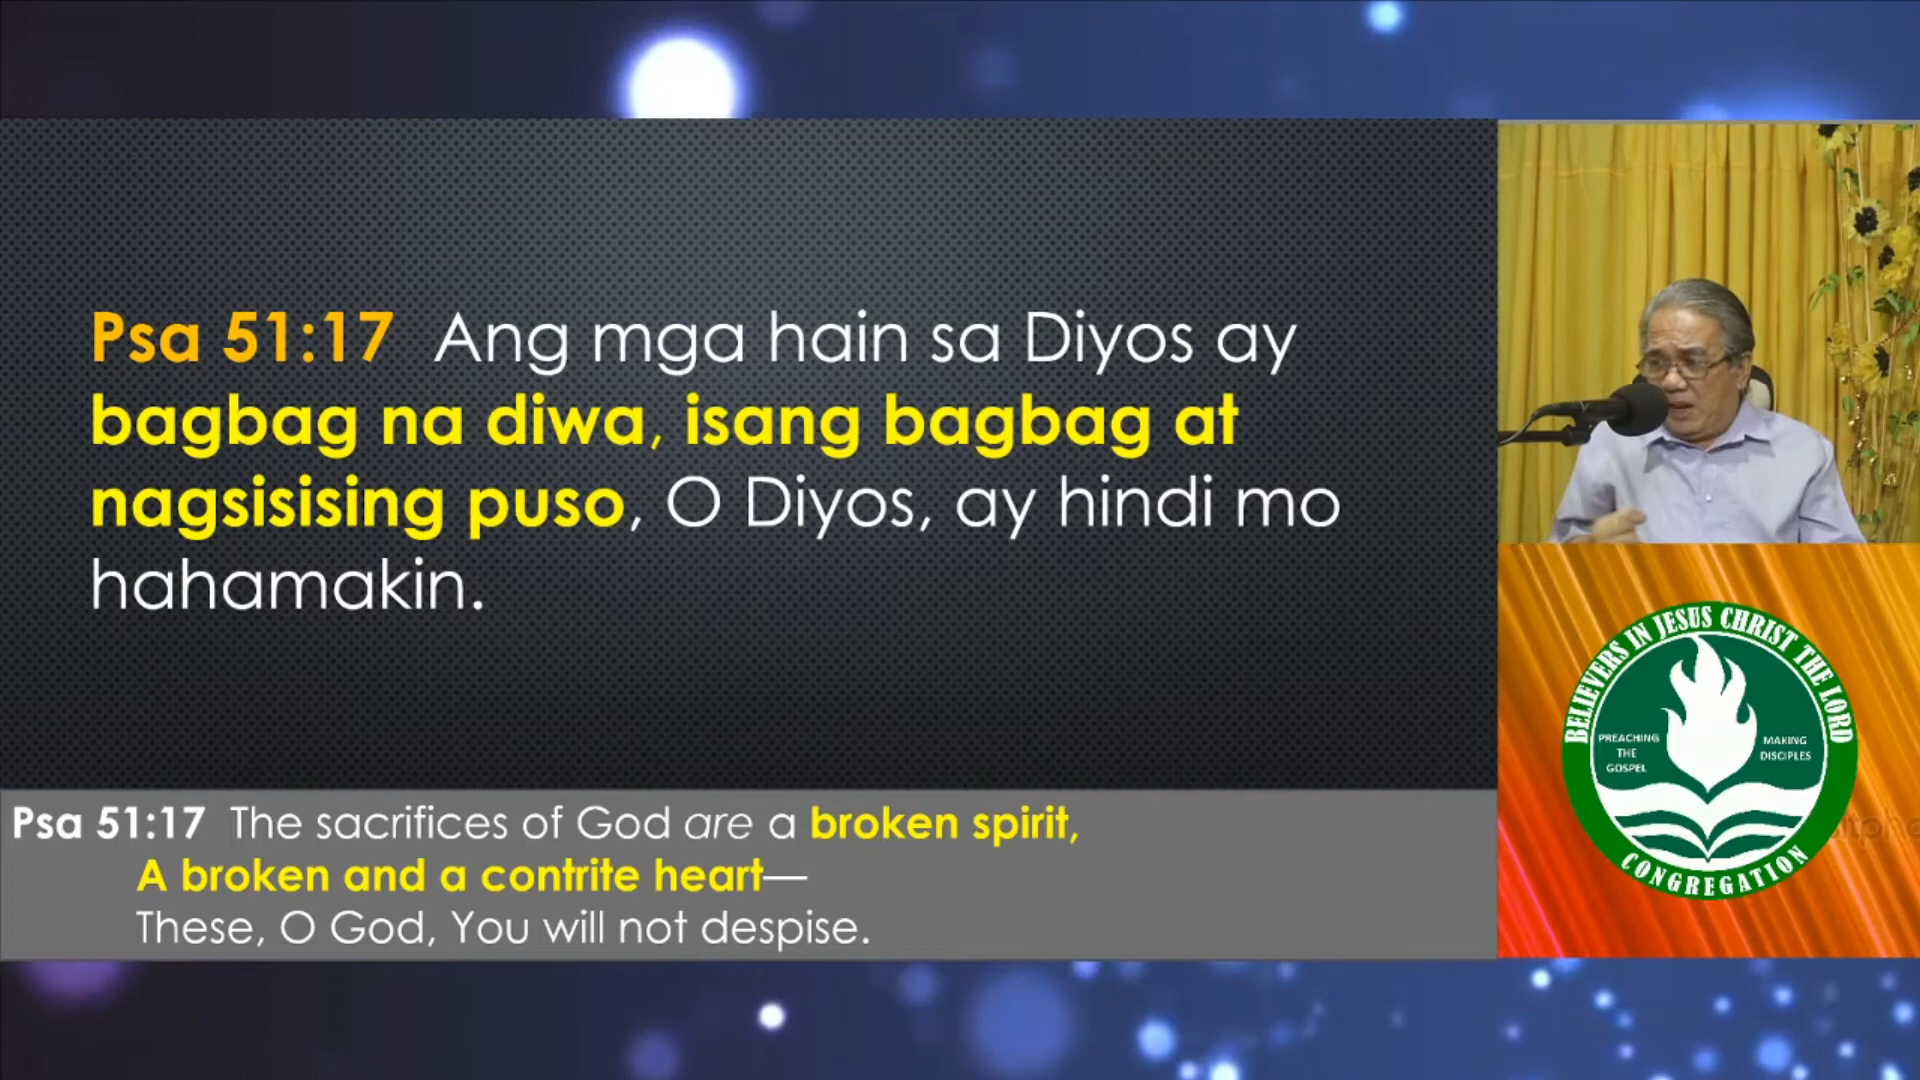 Psa 51:17 Ang mga hain sa Diyos ay
bagbag na diwa, isang bagbag at
nagsisising puso, O Diyos, ay hindi mo
hahamakin.
Psa 51:17 The sacrifices of God are a broken spirit,
A broken and a contrite heart—
These, O God, You will not despise.
BELIEVERS IN JESUS CHRIST THE LORD
PREACHING
THE
GOSPEL
MAKING
DISCIPLES
CONGREGATION